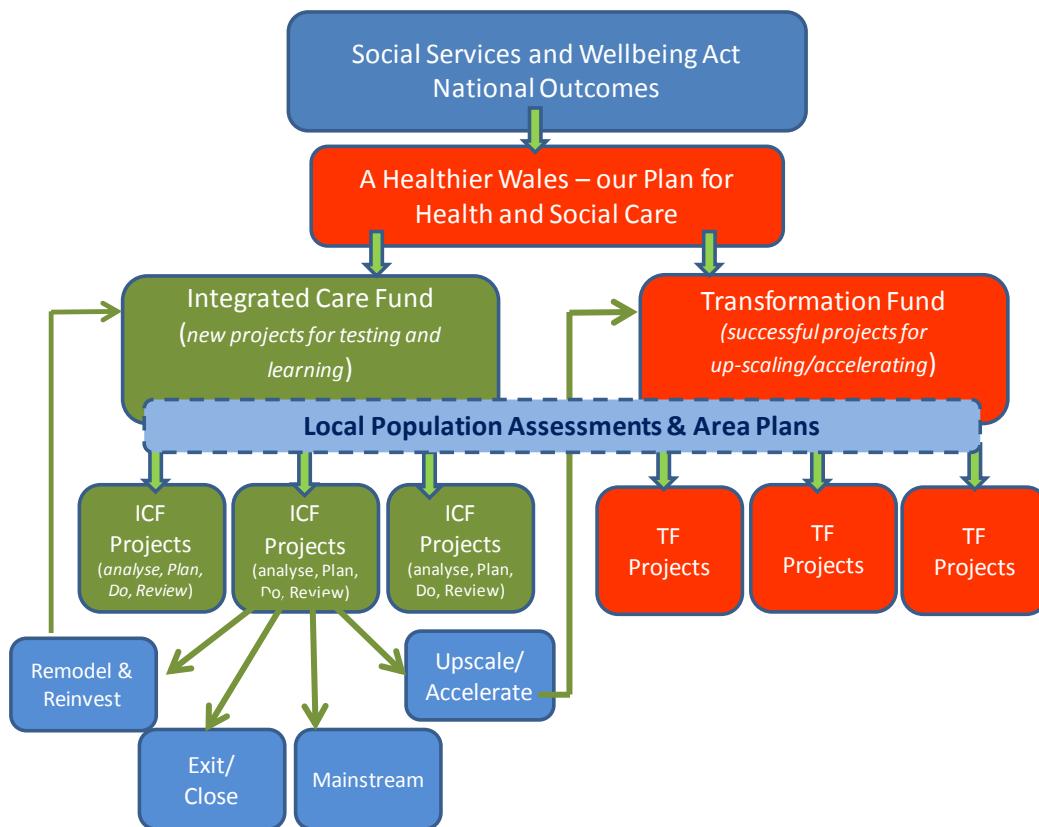 Social Services and Wellbeing Act
National Outcomes
A Healthier Wales – our Plan for
Health and Social Care
Integrated Care Fund
(new projects for testing and
learning)
Transformation Fund
(successful projects for
up-scaling/accelerating)
Local Population Assessments & Area Plans
ICF
Projects
(analyse, Plan,
Do, Review)
ICF
Projects
(analyse, Plan,
Do, Review)
ICF
Projects
(analyse, Plan,
Do, Review)
TF
Projects
TF
Projects
TF
Projects
Remodel &
Reinvest
Upscale/
Accelerate
Exit/
Close
Mainstream